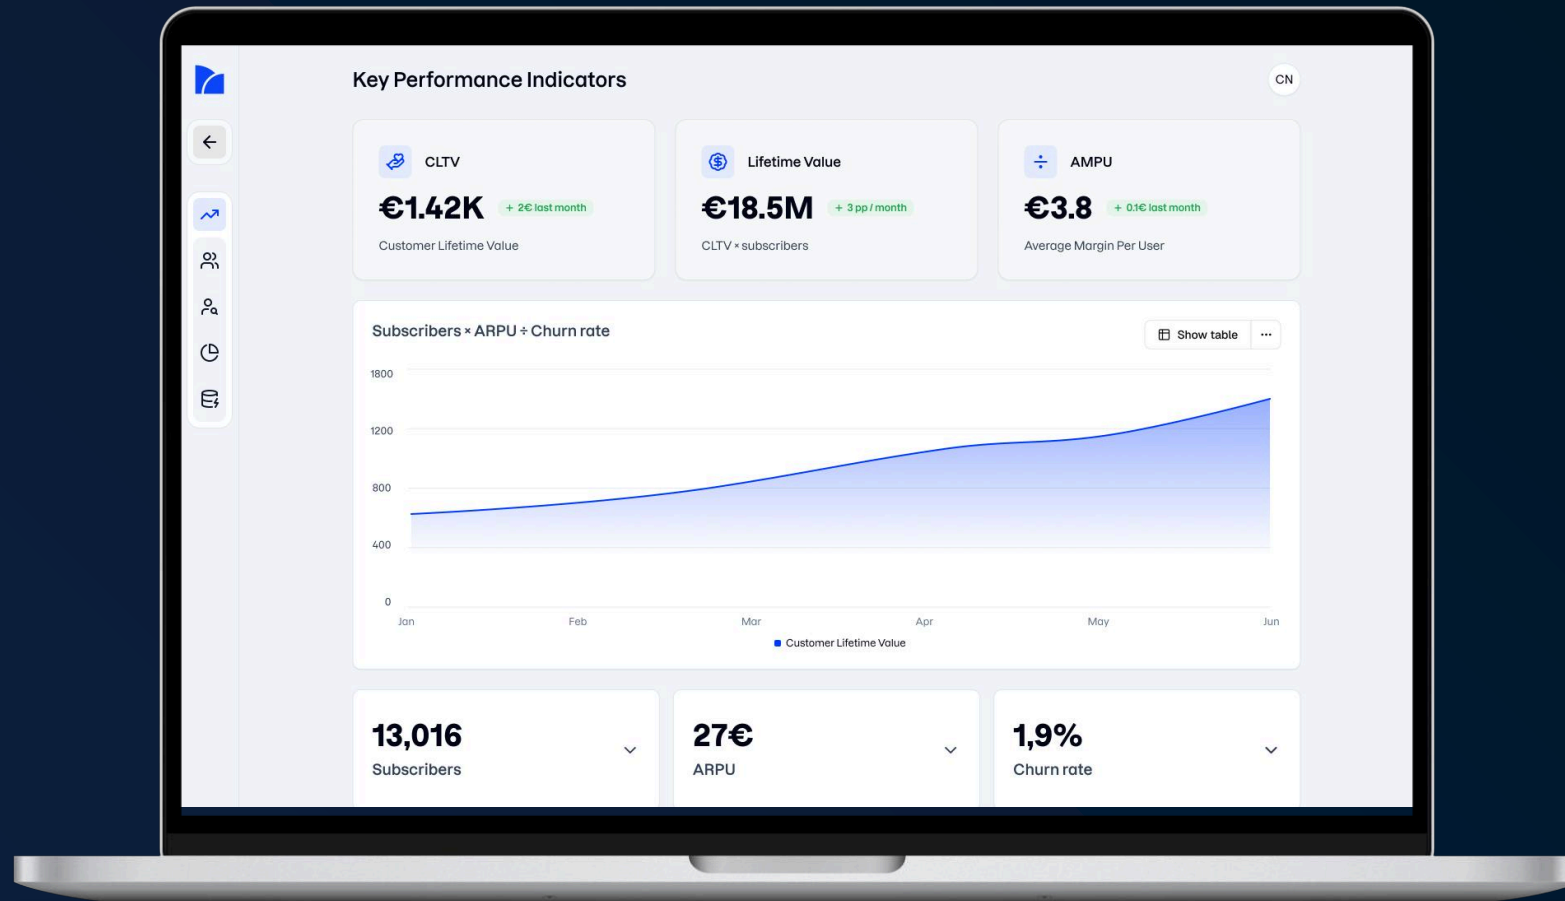 Key Performance Indicators
CN
CLTV
€1.42K
+ 2€ last month
Customer Lifetime Value
Lifetime Value
€18.5M
+ 3 pp / month
CLTV × subscribers
AMPU
€3.8
+ 0.1€ last month
Average Margin Per User
Subscribers × ARPU ÷ Churn rate
Show table
1800
1200
800
400
0
Jan
Feb
Mar
Apr
May
Jun
Customer Lifetime Value
13,016
Subscribers
27€
ARPU
1,9%
Churn rate